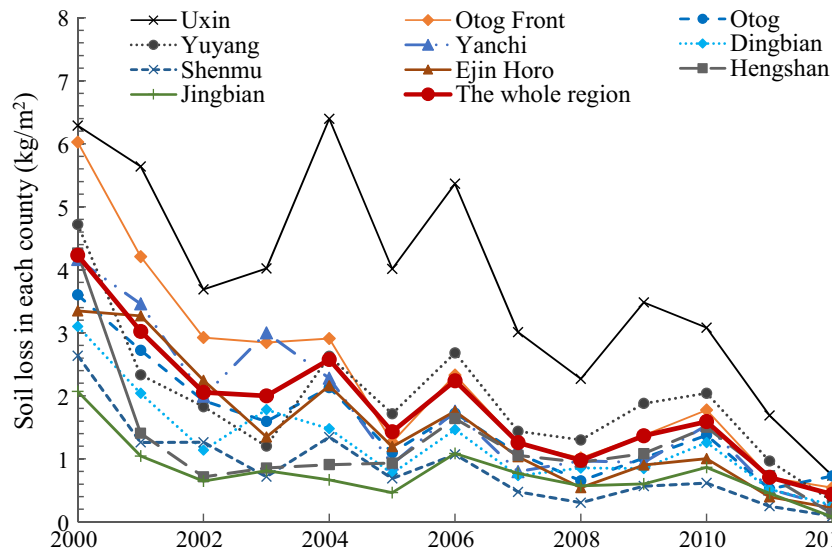 Uxin
Otog Front
Otog
Yuyang
Yanchi
Dingbian
Shenmu
Ejin Horo
Hengshan
Jingbian
The whole region
Soil loss in each county (kg/m²)
8
7
6
5
4
3
2
1
0
2000
2002
2004
2006
2008
2010